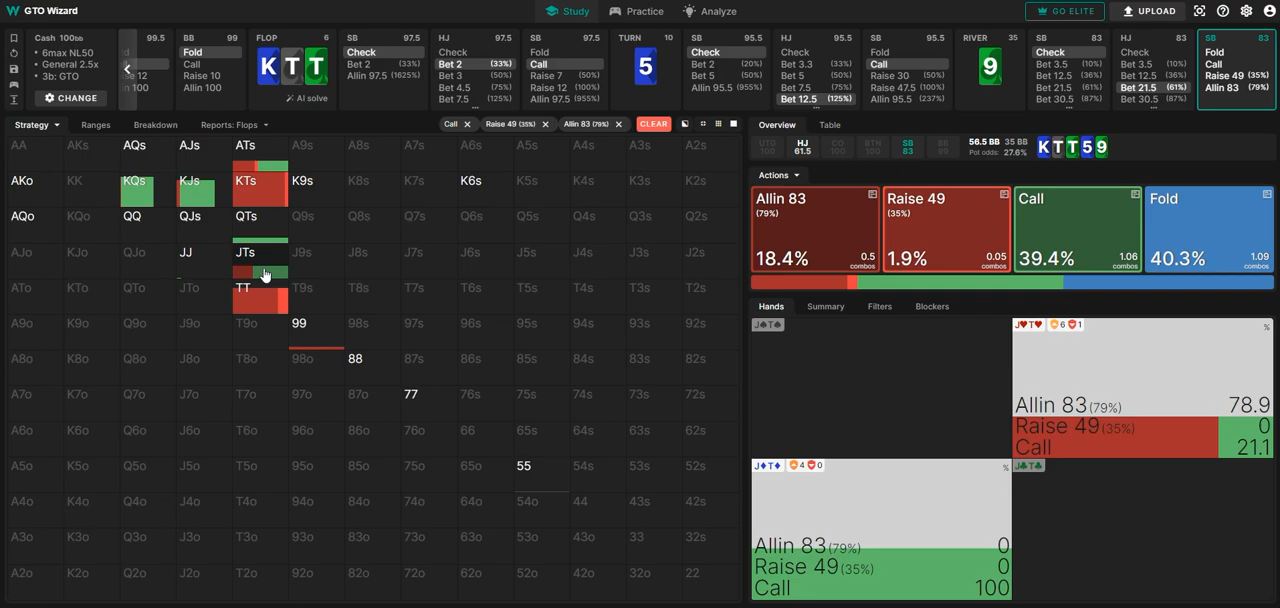 GTO Wizard
Study
Practice
Analyze
GO ELITE
UPLOAD
Cash 100bb
• 6max NL50
• General 2.5x
• 3b: GTO
CHANGE
99.5
BB 99
Fold
Call
Raise 10
Allin 100
FLOP 6
K T T
AI solve
SB 97.5
Check
Bet 2 (33%)
Allin 97.5 (1625%)
HJ 97.5
Check
Bet 2 (33%)
Bet 3 (50%)
Bet 4.5 (75%)
Bet 7.5 (125%)
SB 97.5
Fold
Call
Raise 7 (50%)
Raise 12 (100%)
Allin 97.5 (955%)
TURN 10
5
SB 95.5
Check
Bet 2 (20%)
Bet 5 (50%)
Allin 95.5 (955%)
HJ 95.5
Check
Bet 3.3 (33%)
Bet 5 (50%)
Bet 7.5 (75%)
Bet 12.5 (125%)
SB 95.5
Fold
Call
Raise 30 (50%)
Raise 47.5 (100%)
Allin 95.5 (237%)
RIVER 35
9
SB 83
Check
Bet 3.5 (10%)
Bet 12.5 (36%)
Bet 21.5 (61%)
Bet 30.5 (87%)
HJ 83
Check
Bet 3.5 (10%)
Bet 12.5 (36%)
Bet 21.5 (61%)
Bet 30.5 (87%)
SB 83
Fold
Call
Raise 49 (35%)
Allin 83 (79%)
Strategy
Ranges
Breakdown
Reports: Flops
Call ×
Raise 49 (35%) ×
Allin 83 (79%) ×
CLEAR
AA AKs AQs AJs ATs A9s A8s A7s A6s A5s A4s A3s A2s
AKo KK KQs KJs KTs K9s K8s K7s K6s K5s K4s K3s K2s
AQo KQo QQ QJs QTs Q9s Q8s Q7s Q6s Q5s Q4s Q3s Q2s
AJo KJo QJo JJ JTs J9s J8s J7s J6s J5s J4s J3s J2s
ATo KTo QTo JTo TT T9s T8s T7s T6s T5s T4s T3s T2s
A9o K9o Q9o J9o T9o 99 98s 97s 96s 95s 94s 93s 92s
A8o K8o Q8o J8o T8o 98o 88 87s 86s 85s 84s 83s 82s
A7o K7o Q7o J7o T7o 97o 87o 77 76s 75s 74s 73s 72s
A6o K6o Q6o J6o T6o 96o 86o 76o 66 65s 64s 63s 62s
A5o K5o Q5o J5o T5o 95o 85o 75o 65o 55 54s 53s 52s
A4o K4o Q4o J4o T4o 94o 84o 74o 64o 54o 44 43s 42s
A3o K3o Q3o J3o T3o 93o 83o 73o 63o 53o 43o 33 32s
A2o K2o Q2o J2o T2o 92o 82o 72o 62o 52o 42o 32o 22
Overview
Table
UTG 100
HJ 61.5
CO 100
BTN 100
SB 83
BB 99
56.5 BB 35 BB
Pot odds: 27.6%
K T T 5 9
Actions
Allin 83
(79%)
18.4%
0.5 combos
Raise 49
(35%)
1.9%
0.05 combos
Call
39.4%
1.06 combos
Fold
40.3%
1.09 combos
Hands
Summary
Filters
Blockers
J♠T♠
J♥T♥ 6 1 %
Allin 83(79%) 78.9
Raise 49(35%) 0
Call 21.1
J♦T♦ 4 0 %
Allin 83(79%) 0
Raise 49(35%) 0
Call 100
J♣T♣